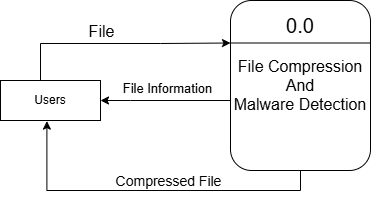 File
0.0
File Compression
And
Malware Detection
Users
File Information
Compressed File